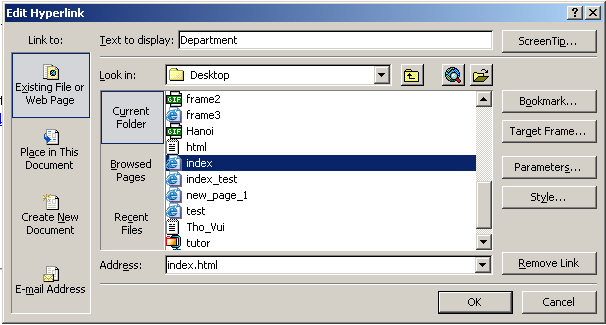 Edit Hyperlink
Link to:
Text to display: Department
ScreenTip...
Existing File or
Web Page
Place in This
Document
Create New
Document
E-mail Address
Look in: Desktop
Current
Folder
Browsed
Pages
Recent
Files
GIF frame2
frame3
GIF Hanoi
html
index
index_test
new_page_1
test
Tho_Vui
tutor
Address: index.html
Bookmark...
Target Frame...
Parameters...
Style...
Remove Link
OK
Cancel